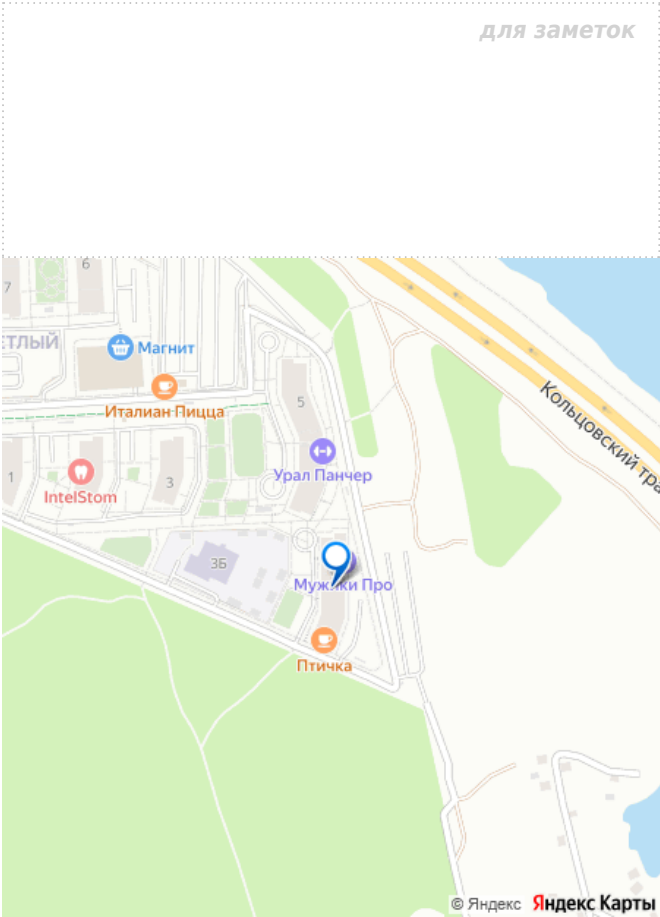 для заметок
7
6
ЕТЛЫЙ
Магнит
Италиан Пицца
5
Кольцовский тра
Урал Панчер
1
IntelStom
3
3Б
Мужики Про
Птичка
© Яндекс Яндекс Карты